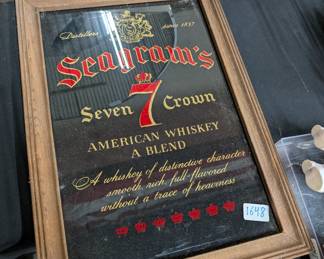 Distillers since 1857
Seagram's
Seven 7 Crown
AMERICAN WHISKEY
A BLEND
A whiskey of distinctive character
smooth, rich, full-flavored
without a trace of heaviness
1648